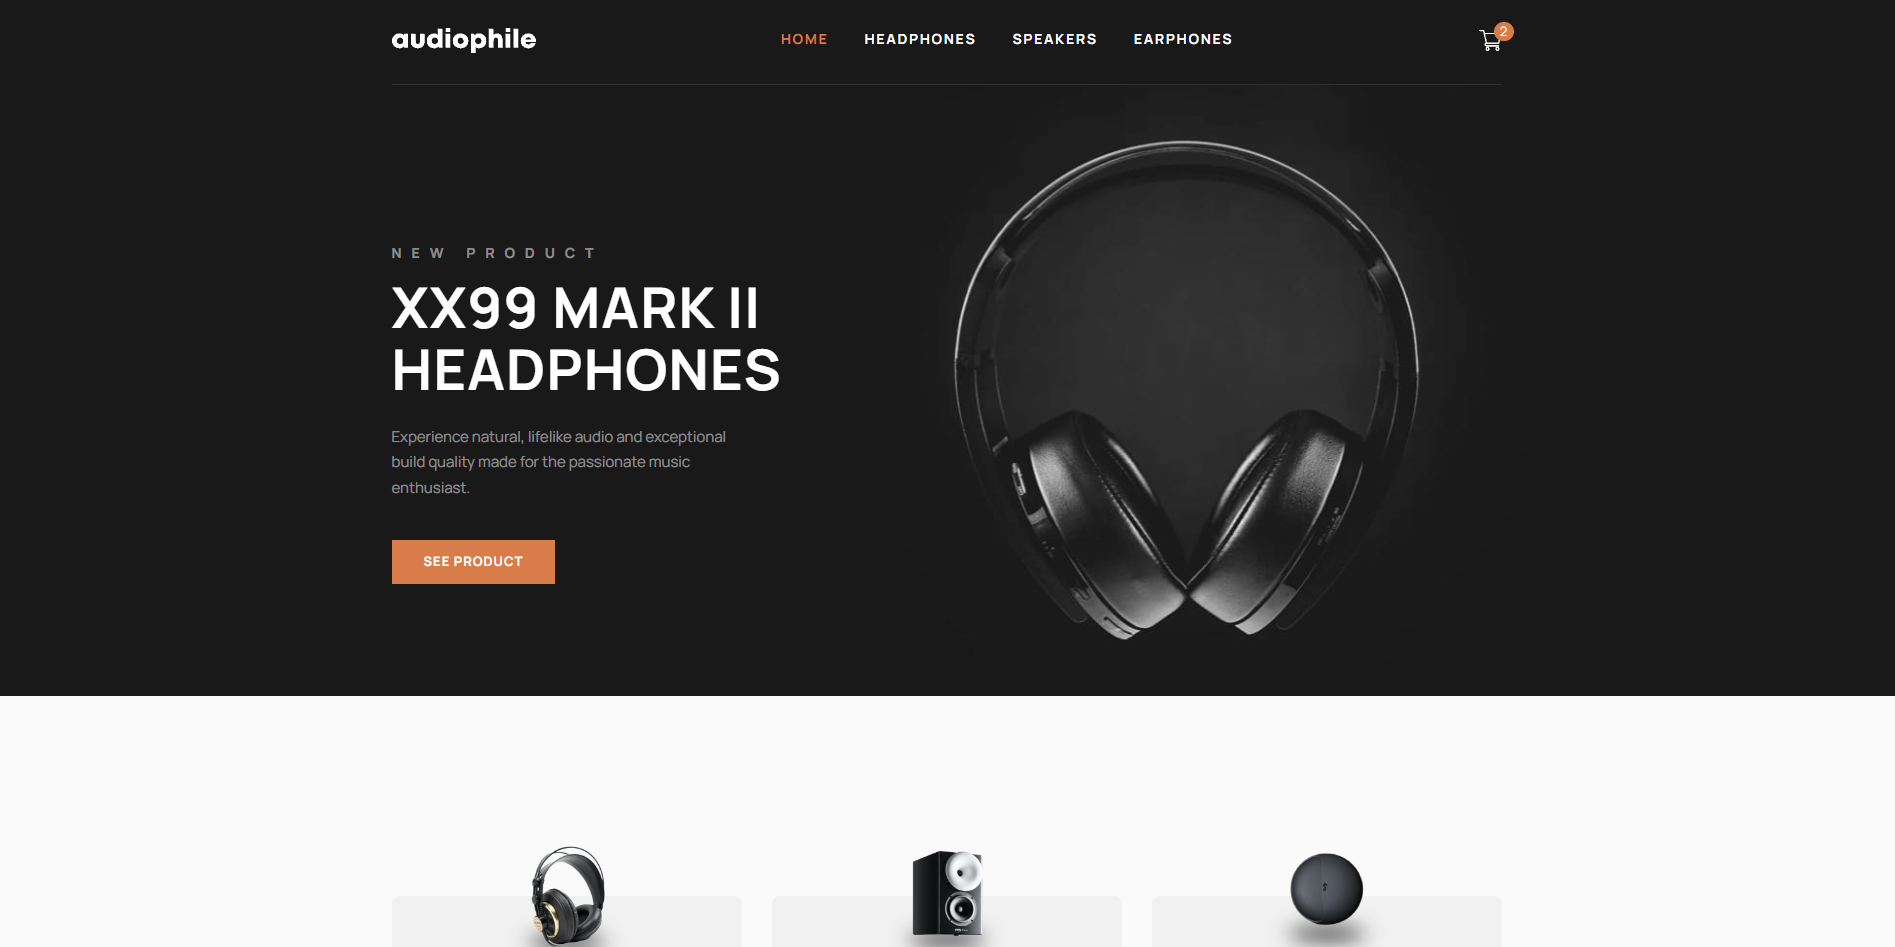 audiophile
HOME HEADPHONES SPEAKERS EARPHONES
2
NEW PRODUCT
XX99 MARK II
HEADPHONES
Experience natural, lifelike audio and exceptional
build quality made for the passionate music
enthusiast.
SEE PRODUCT